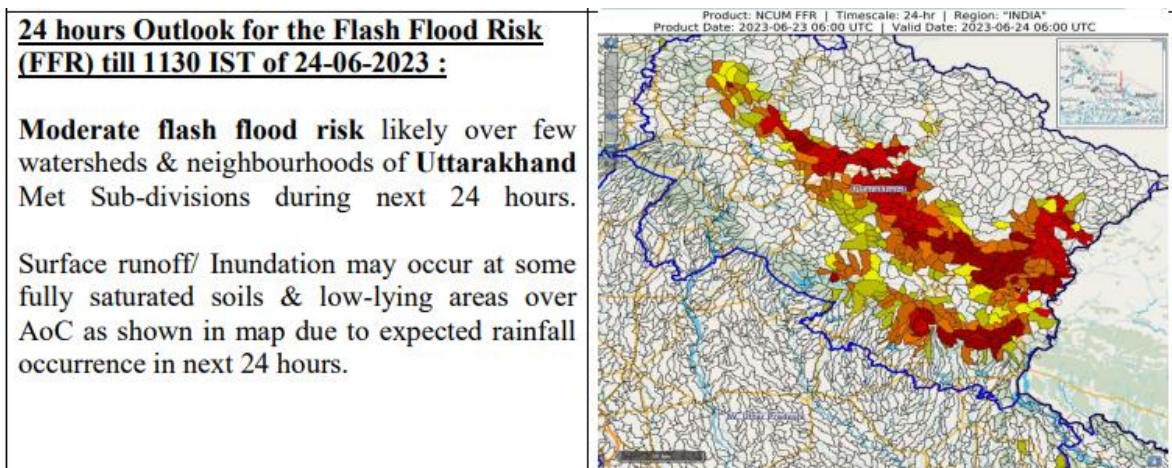 24 hours Outlook for the Flash Flood Risk
(FFR) till 1130 IST of 24-06-2023 :
Moderate flash flood risk likely over few
watersheds & neighbourhoods of Uttarakhand
Met Sub-divisions during next 24 hours.
Surface runoff/ Inundation may occur at some
fully saturated soils & low-lying areas over
AoC as shown in map due to expected rainfall
occurrence in next 24 hours.
Product: NCUM FFR | Timescale: 24-hr | Region: "INDIA"
Product Date: 2023-06-23 06:00 UTC | Valid Date: 2023-06-24 06:00 UTC
Uttarakhand
Uttar Pradesh